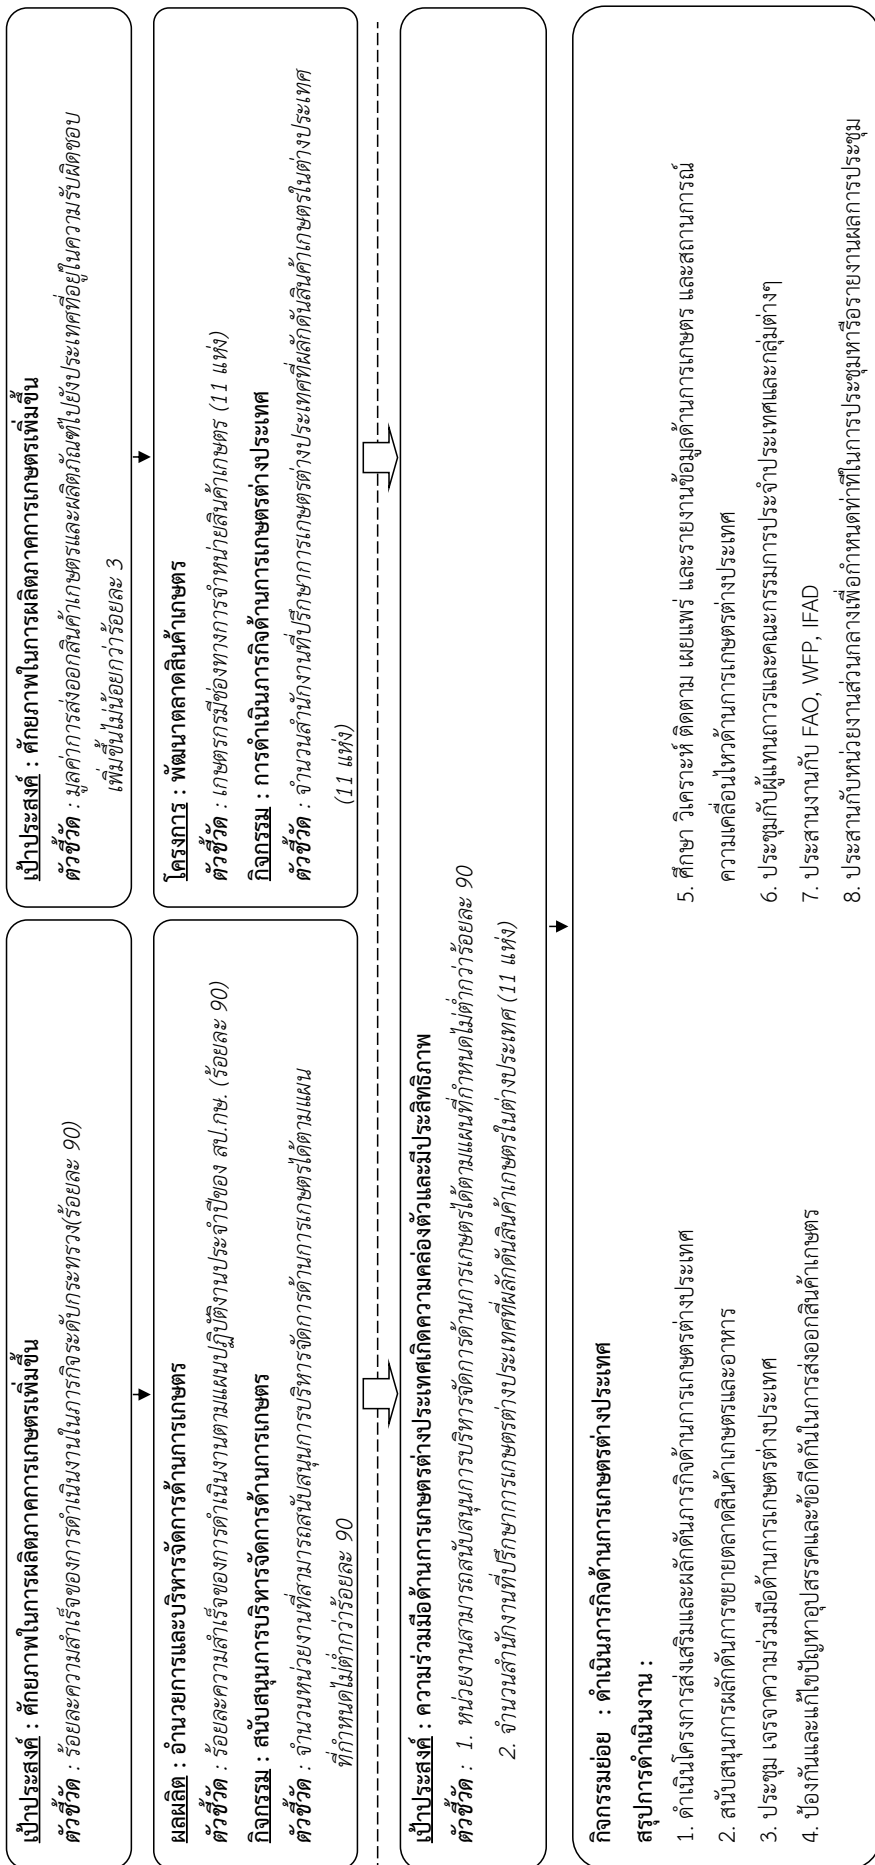 เป้าประสงค์ : ศักยภาพในการผลิตภาคการเกษตรเพิ่มขึ้น
ตัวชี้วัด : ร้อยละความสำเร็จของการดำเนินงานในภารกิจระดับกระทรวง(ร้อยละ 90)
เป้าประสงค์ : ศักยภาพในการผลิตภาคการเกษตรเพิ่มขึ้น
ตัวชี้วัด : มูลค่าการส่งออกสินค้าเกษตรและผลิตภัณฑ์ไปยังประเทศที่อยู่ในความรับผิดชอบ
เพิ่มขึ้นไม่น้อยกว่าร้อยละ 3
ผลผลิต : อำนวยการและบริหารจัดการด้านการเกษตร
ตัวชี้วัด : ร้อยละความสำเร็จของการดำเนินงานตามแผนปฏิบัติงานประจำปีของ สป.กษ. (ร้อยละ 90)
กิจกรรม : สนับสนุนการบริหารจัดการด้านการเกษตร
ตัวชี้วัด : จำนวนหน่วยงานที่สามารถสนับสนุนการบริหารจัดการด้านการเกษตรได้ตามแผน
ที่กำหนดไม่ต่ำกว่าร้อยละ 90
โครงการ : พัฒนาตลาดสินค้าเกษตร
ตัวชี้วัด : เกษตรกรมีช่องทางการจำหน่ายสินค้าเกษตร (11 แห่ง)
กิจกรรม : การดำเนินภารกิจด้านการเกษตรต่างประเทศ
ตัวชี้วัด : จำนวนสำนักงานที่ปรึกษาการเกษตรต่างประเทศที่ผลักดันสินค้าเกษตรในต่างประเทศ
(11 แห่ง)
เป้าประสงค์ : ความร่วมมือด้านการเกษตรต่างประเทศเกิดความคล่องตัวและมีประสิทธิภาพ
ตัวชี้วัด : 1. หน่วยงานสามารถสนับสนุนการบริหารจัดการด้านการเกษตรได้ตามแผนที่กำหนดไม่ต่ำกว่าร้อยละ 90
2. จำนวนสำนักงานที่ปรึกษาการเกษตรต่างประเทศที่ผลักดันสินค้าเกษตรในต่างประเทศ (11 แห่ง)
กิจกรรมย่อย : ดำเนินภารกิจด้านการเกษตรต่างประเทศ
สรุปการดำเนินงาน :
1. ดำเนินโครงการส่งเสริมและผลักดันภารกิจด้านการเกษตรต่างประเทศ
2. สนับสนุนการผลักดันการขยายตลาดสินค้าเกษตรและอาหาร
3. ประชุม เจรจาความร่วมมือด้านการเกษตรต่างประเทศ
4. ป้องกันและแก้ไขปัญหาอุปสรรคและข้อกีดกันในการส่งออกสินค้าเกษตร
5. ศึกษา วิเคราะห์ ติดตาม เผยแพร่ และรายงานข้อมูลด้านการเกษตร และสถานการณ์
ความเคลื่อนไหวด้านการเกษตรต่างประเทศ
6. ประชุมกับผู้แทนถาวรและคณะกรรมการประจำประเทศและกลุ่มต่างๆ
7. ประสานงานกับ FAO, WFP, IFAD
8. ประสานกับหน่วยงานส่วนกลางเพื่อกำหนดท่าทีในการประชุมหารือรายงานผลการประชุม